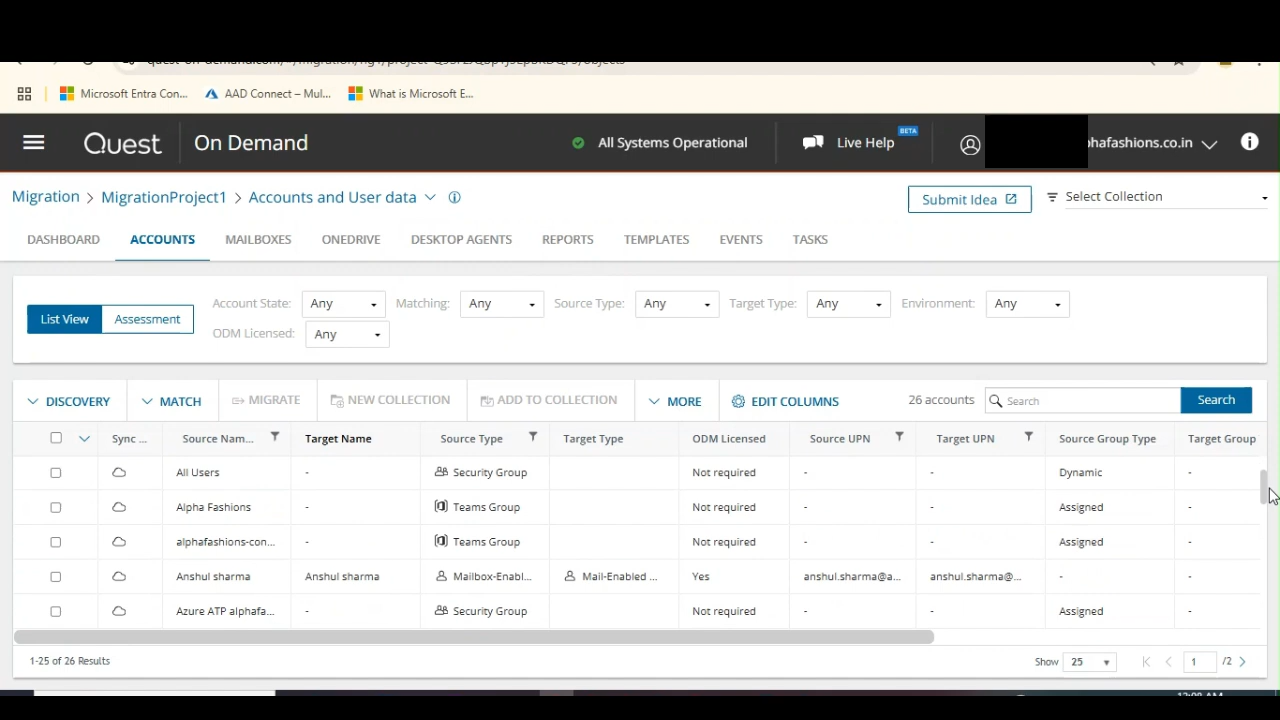 Microsoft Entra Con...
AAD Connect – Mul...
What is Microsoft E...
Quest
On Demand
All Systems Operational
Live Help
BETA
hafashions.co.in
Migration > MigrationProject1 > Accounts and User data
Submit Idea
Select Collection
DASHBOARD ACCOUNTS MAILBOXES ONEDRIVE DESKTOP AGENTS REPORTS TEMPLATES EVENTS TASKS
List View Assessment
Account State: Any Matching: Any Source Type: Any Target Type: Any Environment: Any
ODM Licensed: Any
DISCOVERY MATCH MIGRATE NEW COLLECTION ADD TO COLLECTION MORE EDIT COLUMNS 26 accounts Search Search
Sync ... Source Nam... Target Name Source Type Target Type ODM Licensed Source UPN Target UPN Source Group Type Target Group
All Users - Security Group Not required - - Dynamic -
Alpha Fashions - Teams Group Not required - - Assigned -
alphafashions-con... - Teams Group Not required - - Assigned -
Anshul sharma Anshul sharma Mailbox-Enabl... Mail-Enabled ... Yes anshul.sharma@a... anshul.sharma@... - -
Azure ATP alphafa... - Security Group Not required - - Assigned -
1-25 of 26 Results
Show 25 1 /2